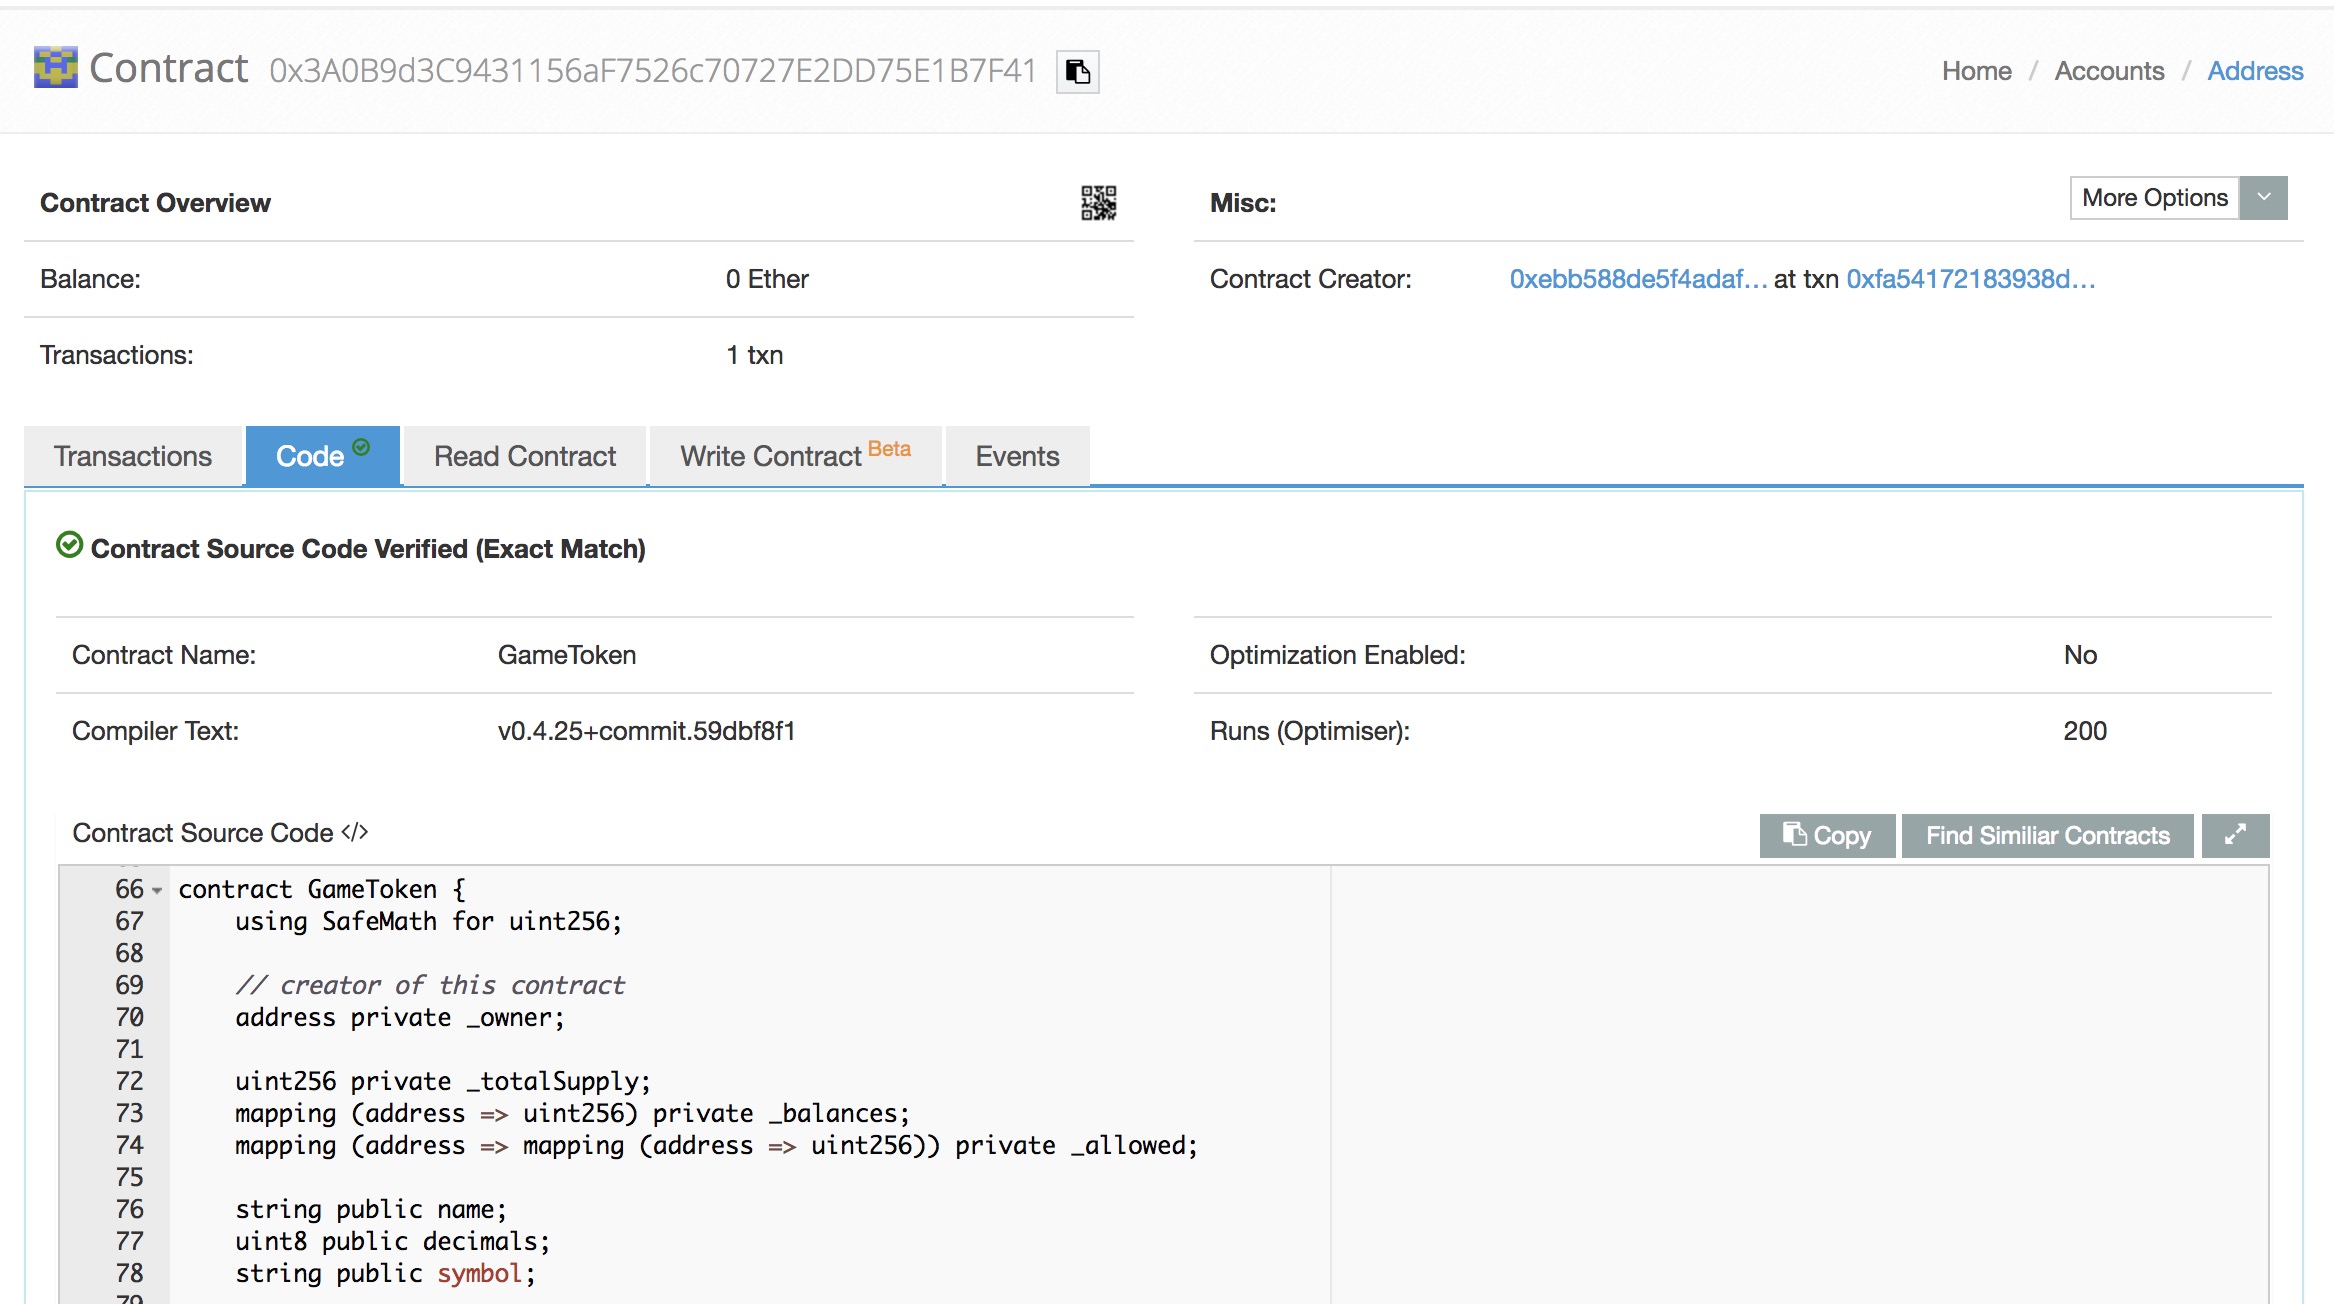 Contract 0x3A0B9d3C9431156aF7526c70727E2DD75E1B7F41
Home / Accounts / Address
Contract Overview
Misc:
More Options
Balance: 0 Ether
Contract Creator: 0xebb588de5f4adaf... at txn 0xfa54172183938d...
Transactions: 1 txn
Transactions Code Read Contract Write Contract Beta Events
Contract Source Code Verified (Exact Match)
Contract Name: GameToken
Optimization Enabled: No
Compiler Text: v0.4.25+commit.59dbf8f1
Runs (Optimiser): 200
Contract Source Code </>
Copy Find Similiar Contracts
66 contract GameToken {
67 using SafeMath for uint256;
68
69 // creator of this contract
70 address private _owner;
71
72 uint256 private _totalSupply;
73 mapping (address => uint256) private _balances;
74 mapping (address => mapping (address => uint256)) private _allowed;
75
76 string public name;
77 uint8 public decimals;
78 string public symbol;
79